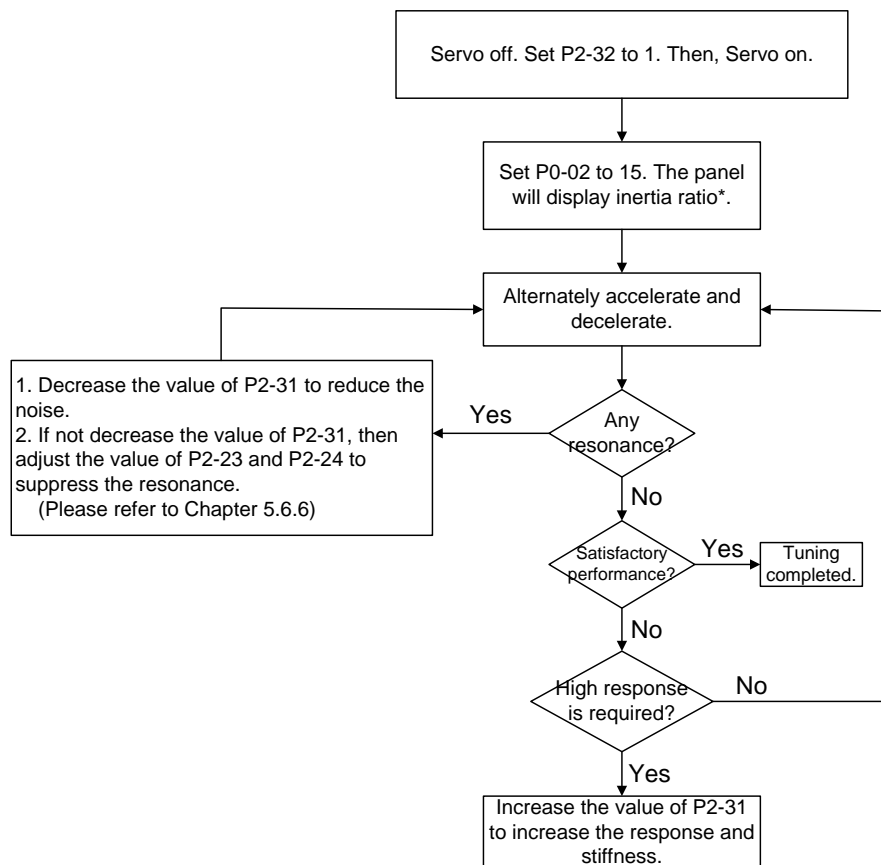 Servo off. Set P2-32 to 1. Then, Servo on.
Set P0-02 to 15. The panel
will display inertia ratio*.
Alternately accelerate and
decelerate.
1. Decrease the value of P2-31 to reduce the
noise.
2. If not decrease the value of P2-31, then
adjust the value of P2-23 and P2-24 to
suppress the resonance.
(Please refer to Chapter 5.6.6)
Yes
Any
resonance?
No
Satisfactory
performance?
Yes
Tuning
completed.
No
High response
is required?
No
Yes
Increase the value of P2-31
to increase the response and
stiffness.